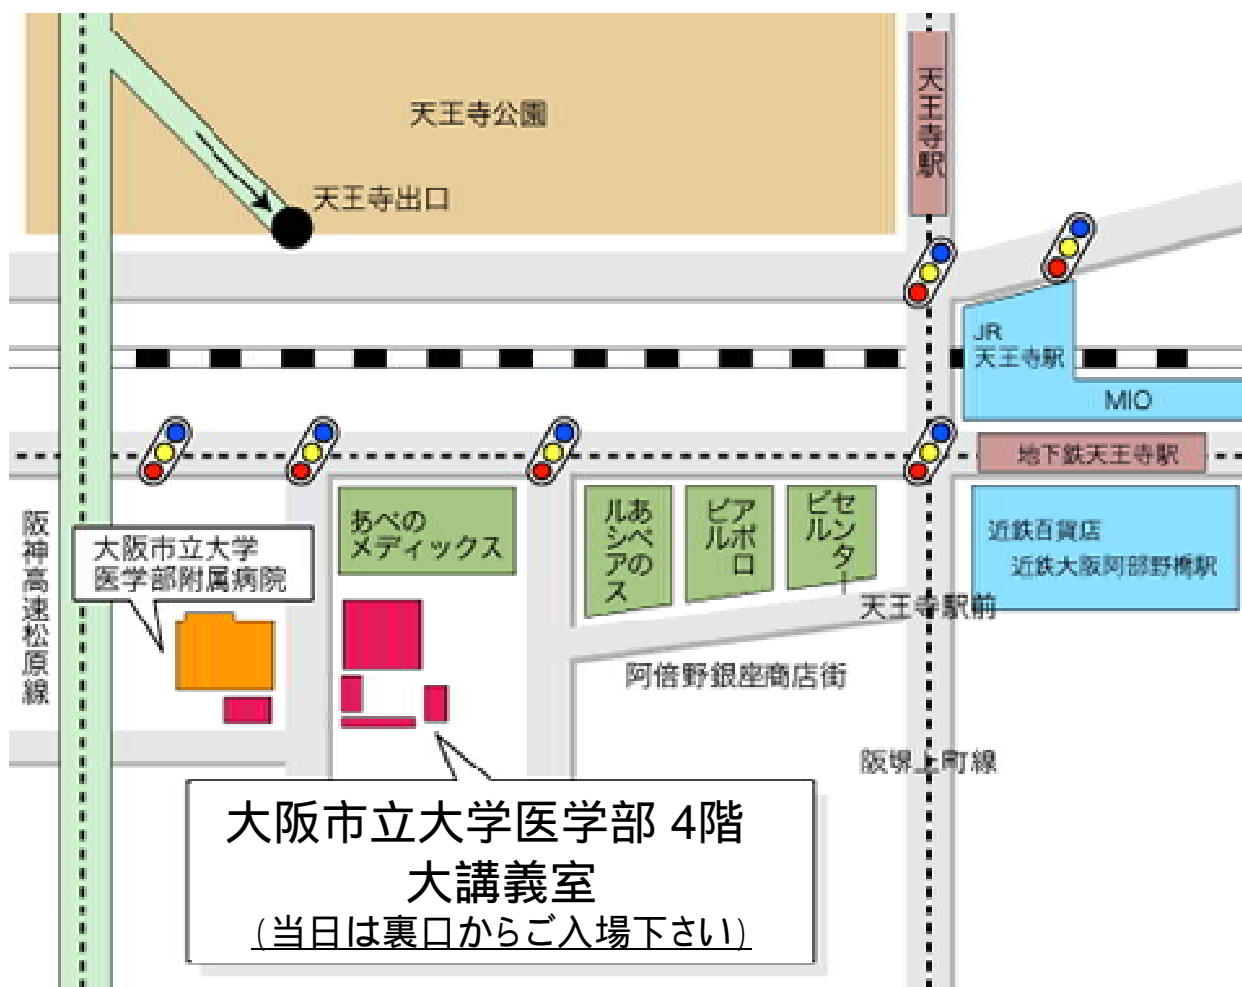 天王寺公園
天王寺駅
天王寺出口
JR
天王寺駅
MIO
地下鉄天王寺駅
阪神高速松原線
大阪市立大学
医学部附属病院
あべの
メディックス
あべのル
シアス
アポロ
ビル
センター
ビル
近鉄百貨店
近鉄大阪阿部野橋駅
天王寺駅前
阿倍野銀座商店街
阪堺上町線
大阪市立大学医学部 4階
大講義室
(当日は裏口からご入場下さい)